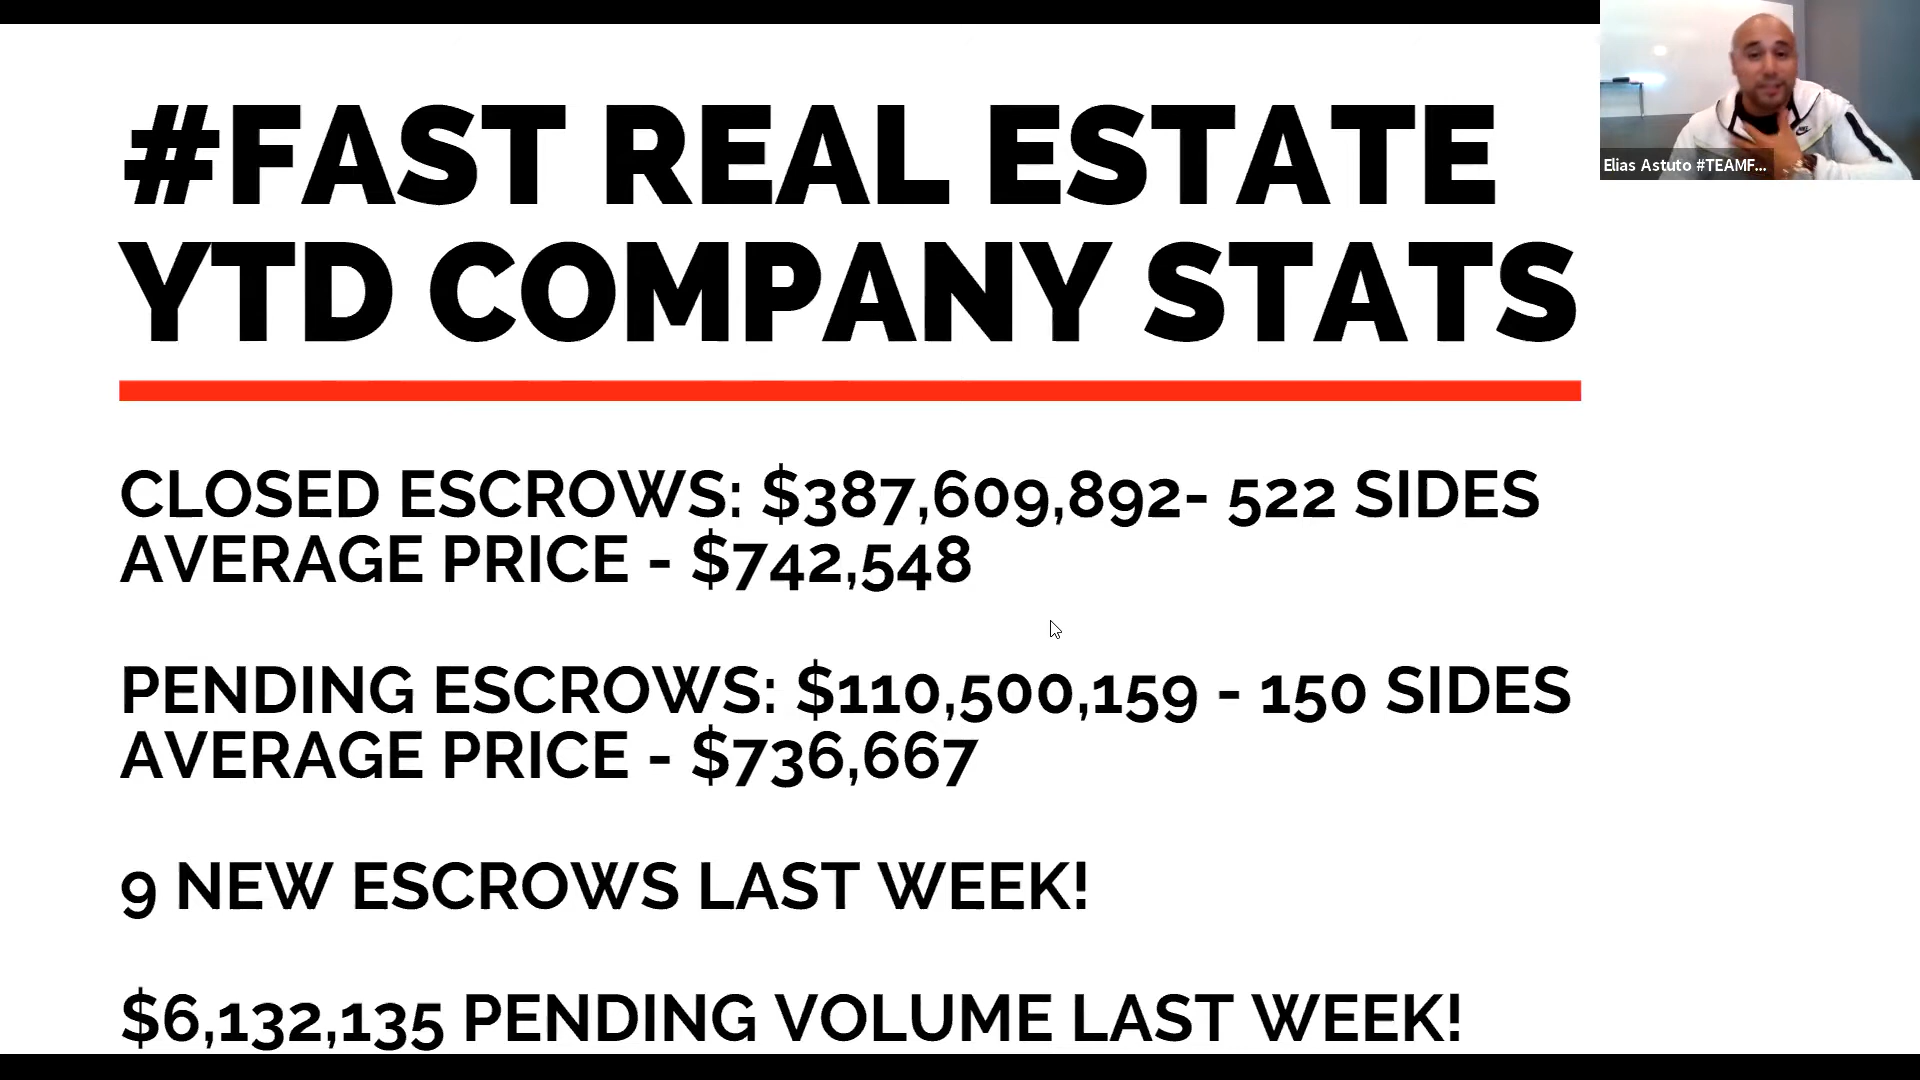 #FAST REAL ESTATE
YTD COMPANY STATS
CLOSED ESCROWS: $387,609,892- 522 SIDES
AVERAGE PRICE - $742,548
PENDING ESCROWS: $110,500,159 - 150 SIDES
AVERAGE PRICE - $736,667
9 NEW ESCROWS LAST WEEK!
$6,132,135 PENDING VOLUME LAST WEEK!
Elias Astuto #TEAMF...